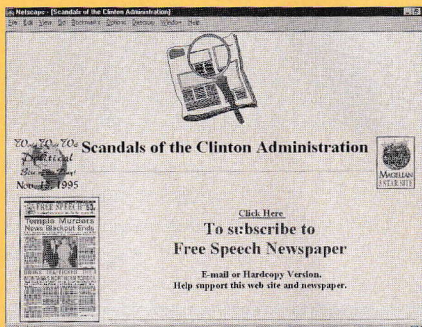 Netscape - [Scandals of the Clinton Administration]
File Edit View Go Bookmarks Options Directory Window Help
Scandals of the Clinton Administration
Political
Nov. 13, 1995
MAGELLAN
FREE SPEECH
Temple Murders
News Blackout Ends
Click Here
To subscribe to
Free Speech Newspaper
E-mail or Hardcopy Version.
Help support this web site and newspaper.